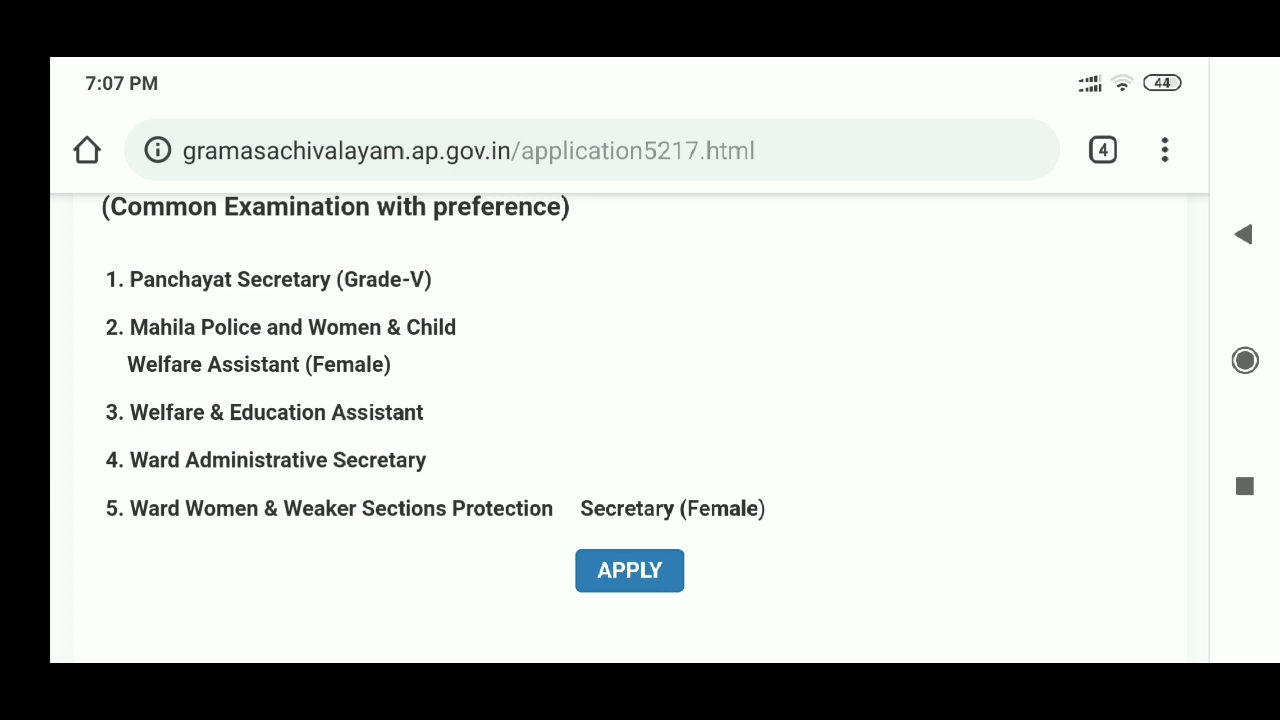 7:07 PM
44
gramasachivalayam.ap.gov.in/application5217.html
4
(Common Examination with preference)
1. Panchayat Secretary (Grade-V)
2. Mahila Police and Women & Child
Welfare Assistant (Female)
3. Welfare & Education Assistant
4. Ward Administrative Secretary
5. Ward Women & Weaker Sections Protection Secretary (Female)
APPLY